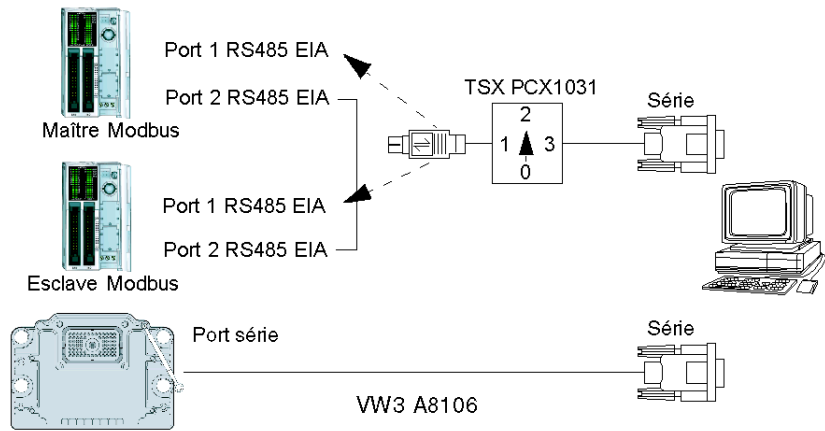 Port 1 RS485 EIA
Port 2 RS485 EIA
Maître Modbus
TSX PCX1031
2
1 3
0
Série
Port 1 RS485 EIA
Port 2 RS485 EIA
Esclave Modbus
Port série
Série
VW3 A8106